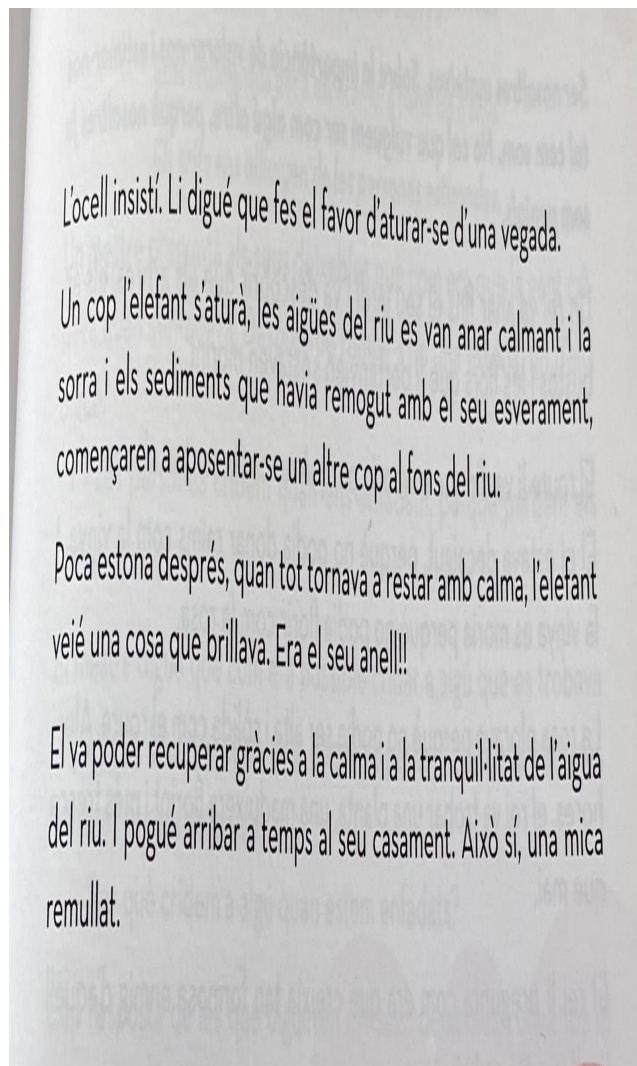 L'ocell insistí. Li digué que fes el favor d'aturar-se d'una vegada.
Un cop l'elefant s'aturà, les aigües del riu es van anar calmant i la
sorra i els sediments que havia remogut amb el seu esverament,
començaren a aposentar-se un altre cop al fons del riu.
Poca estona després, quan tot tornava a restar amb calma, l'elefant
veié una cosa que brillava. Era el seu anell!!
El va poder recuperar gràcies a la calma i a la tranquil·litat de l'aigua
del riu. I pogué arribar a temps al seu casament. Això sí, una mica
remullat.